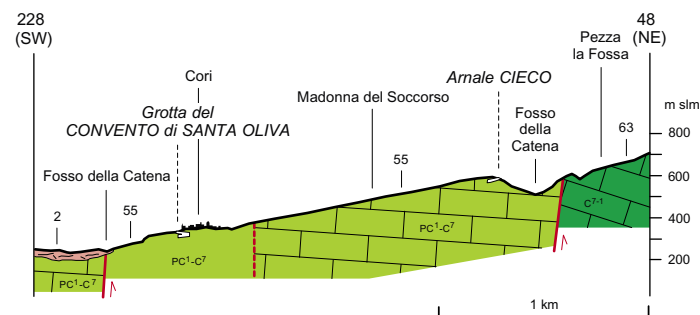 228
(SW)
48
(NE)
Pezza
la Fossa
Cori
Arnale CIECO
m slm
Grotta del
CONVENTO di SANTA OLIVA
Madonna del Soccorso
Fosso
della
Catena
63
800
Fosso della Catena
55
600
2
55
C⁷⁻¹
400
PC¹-C⁷
PC¹-C⁷
200
PC¹-C⁷
1 km